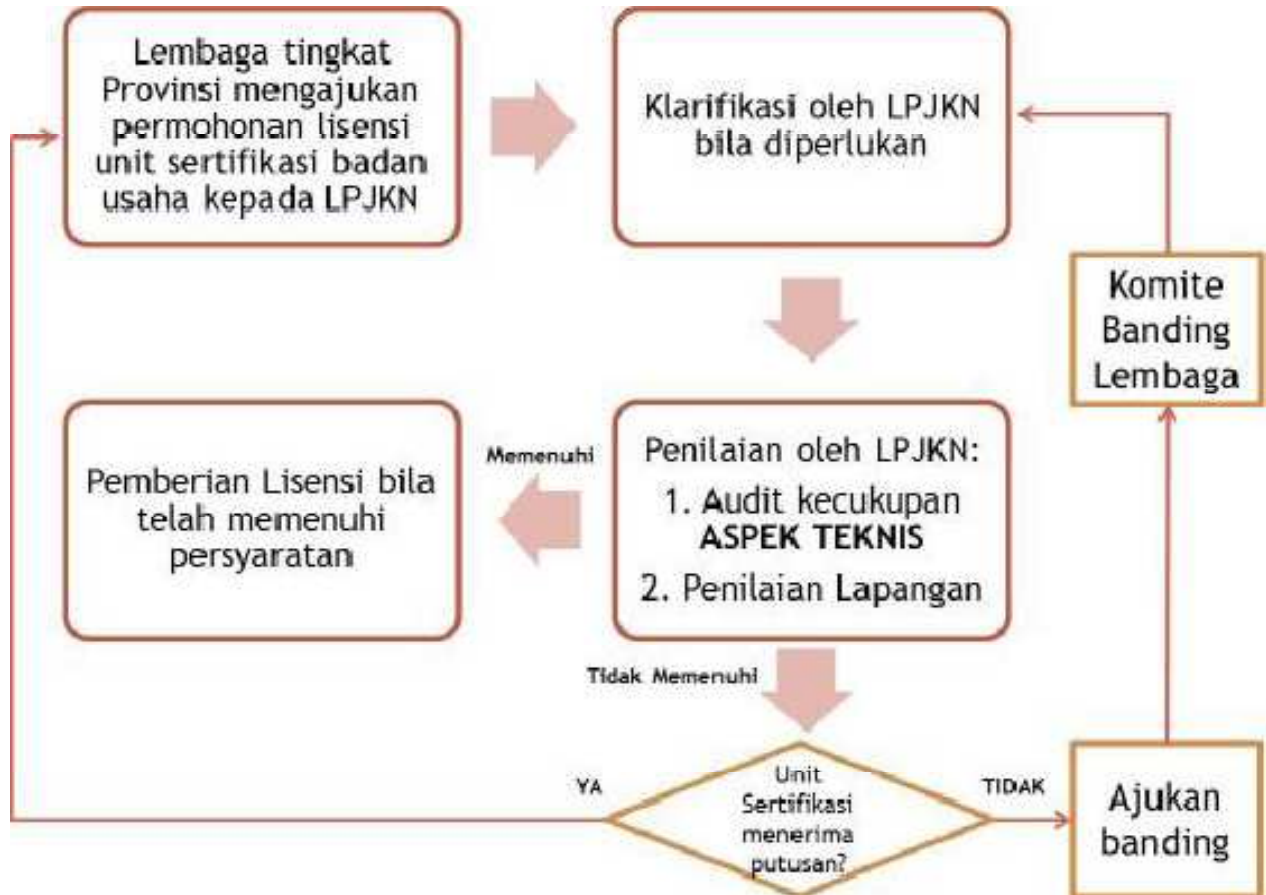 Lembaga tingkat
Provinsi mengajukan
permohonan lisensi
unit sertifikasi badan
usaha kepada LPJKN
Klarifikasi oleh LPJKN
bila diperlukan
Komite
Banding
Lembaga
Pemberian Lisensi bila
telah memenuhi
persyaratan
Memenuhi
Penilaian oleh LPJKN:
1. Audit kecukupan
ASPEK TEKNIS
2. Penilaian Lapangan
Tidak Memenuhi
YA
Unit
Sertifikasi
menerima
putusan?
TIDAK
Ajukan
banding